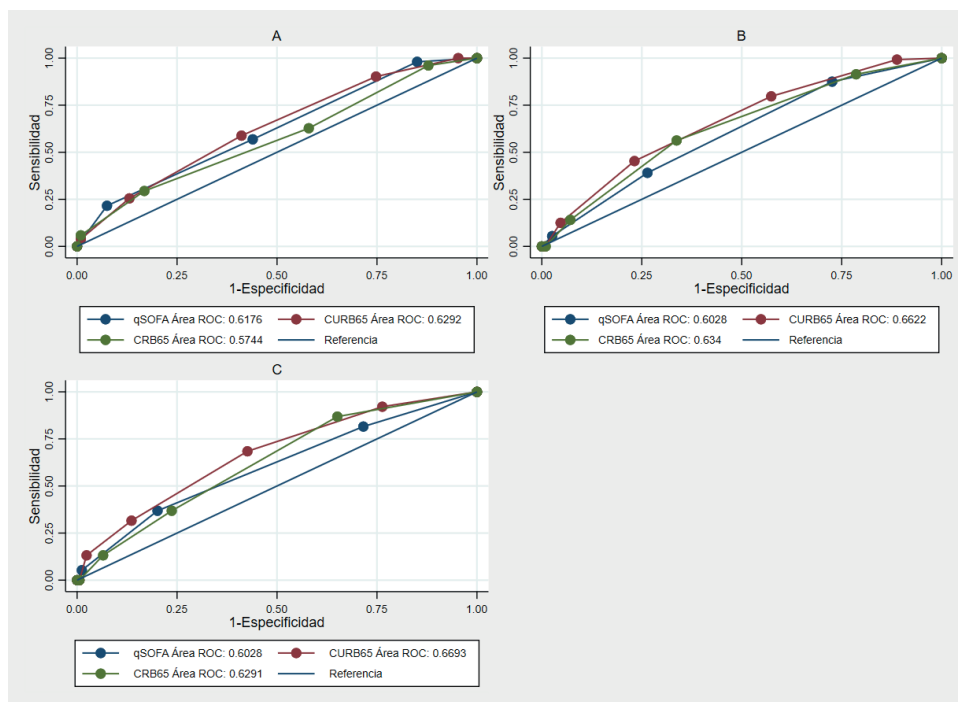 A
Sensibilidad
1.00
0.75
0.50
0.25
0.00
0.00 0.25 0.50 0.75 1.00
1-Especificidad
qSOFA Área ROC: 0.6176 CURB65 Área ROC: 0.6292
CRB65 Área ROC: 0.5744 Referencia
B
Sensibilidad
1.00
0.75
0.50
0.25
0.00
0.00 0.25 0.50 0.75 1.00
1-Especificidad
qSOFA Área ROC: 0.6028 CURB65 Área ROC: 0.6622
CRB65 Área ROC: 0.634 Referencia
C
Sensibilidad
1.00
0.75
0.50
0.25
0.00
0.00 0.25 0.50 0.75 1.00
1-Especificidad
qSOFA Área ROC: 0.6028 CURB65 Área ROC: 0.6693
CRB65 Área ROC: 0.6291 Referencia